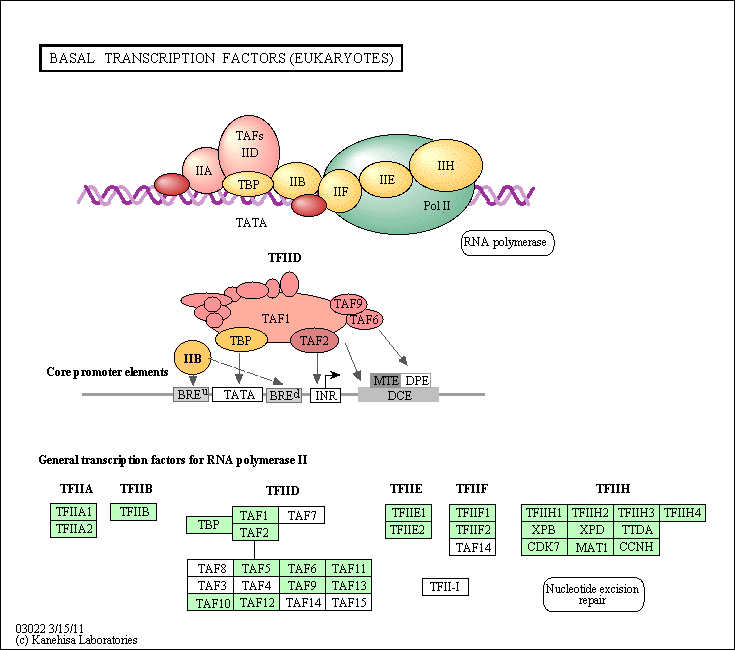 BASAL TRANSCRIPTION FACTORS (EUKARYOTES)
TAFs
IID
IIA
TBP
IIB
IIF
IIE
IIH
Pol II
TATA
RNA polymerase
TFIID
TAF9
TAF1
TAF6
TBP
TAF2
IIB
Core promoter elements
MTE DPE
BREu TATA BREd INR DCE
General transcription factors for RNA polymerase II
TFIIA TFIIB TFIID TFIIE TFIIF TFIIH
TFIIA1 TFIIB TBP TAF1 TAF7 TFIIE1 TFIIF1 TFIIH1 TFIIH2 TFIIH3 TFIIH4
TFIIA2 TAF2 TFIIE2 TFIIF2 XPB XPD TTDA
TAF14 CDK7 MAT1 CCNH
TAF8 TAF5 TAF6 TAF11
TAF3 TAF4 TAF9 TAF13 TFII-I
TAF10 TAF12 TAF14 TAF15
Nucleotide excision
repair
03022 3/15/11
(c) Kanehisa Laboratories